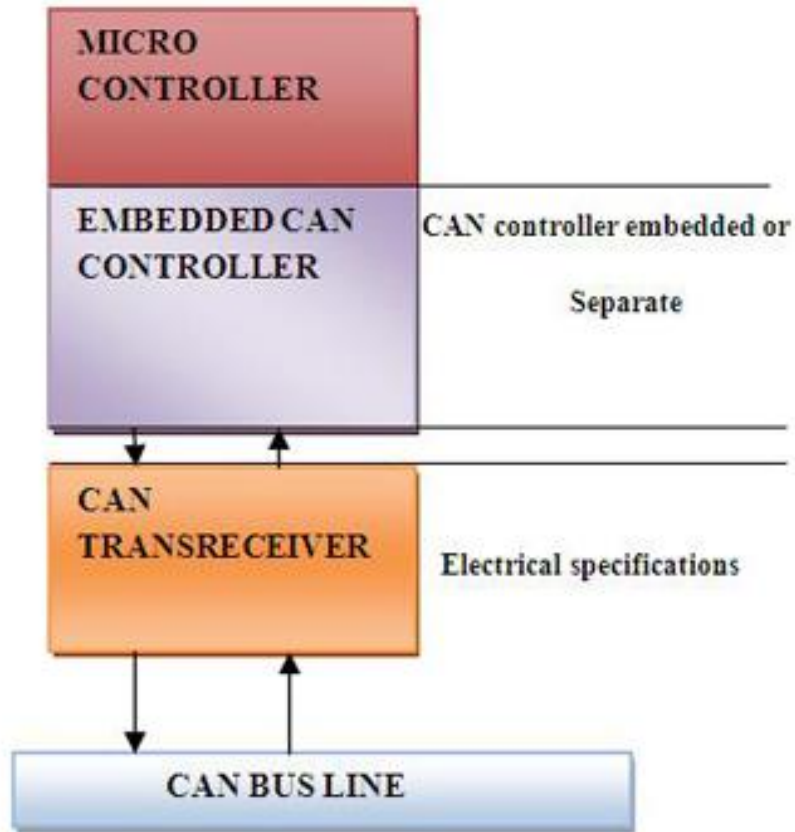 MICRO
CONTROLLER
EMBEDDED CAN
CONTROLLER
CAN controller embedded or
Separate
CAN
TRANSRECEIVER
Electrical specifications
CAN BUS LINE